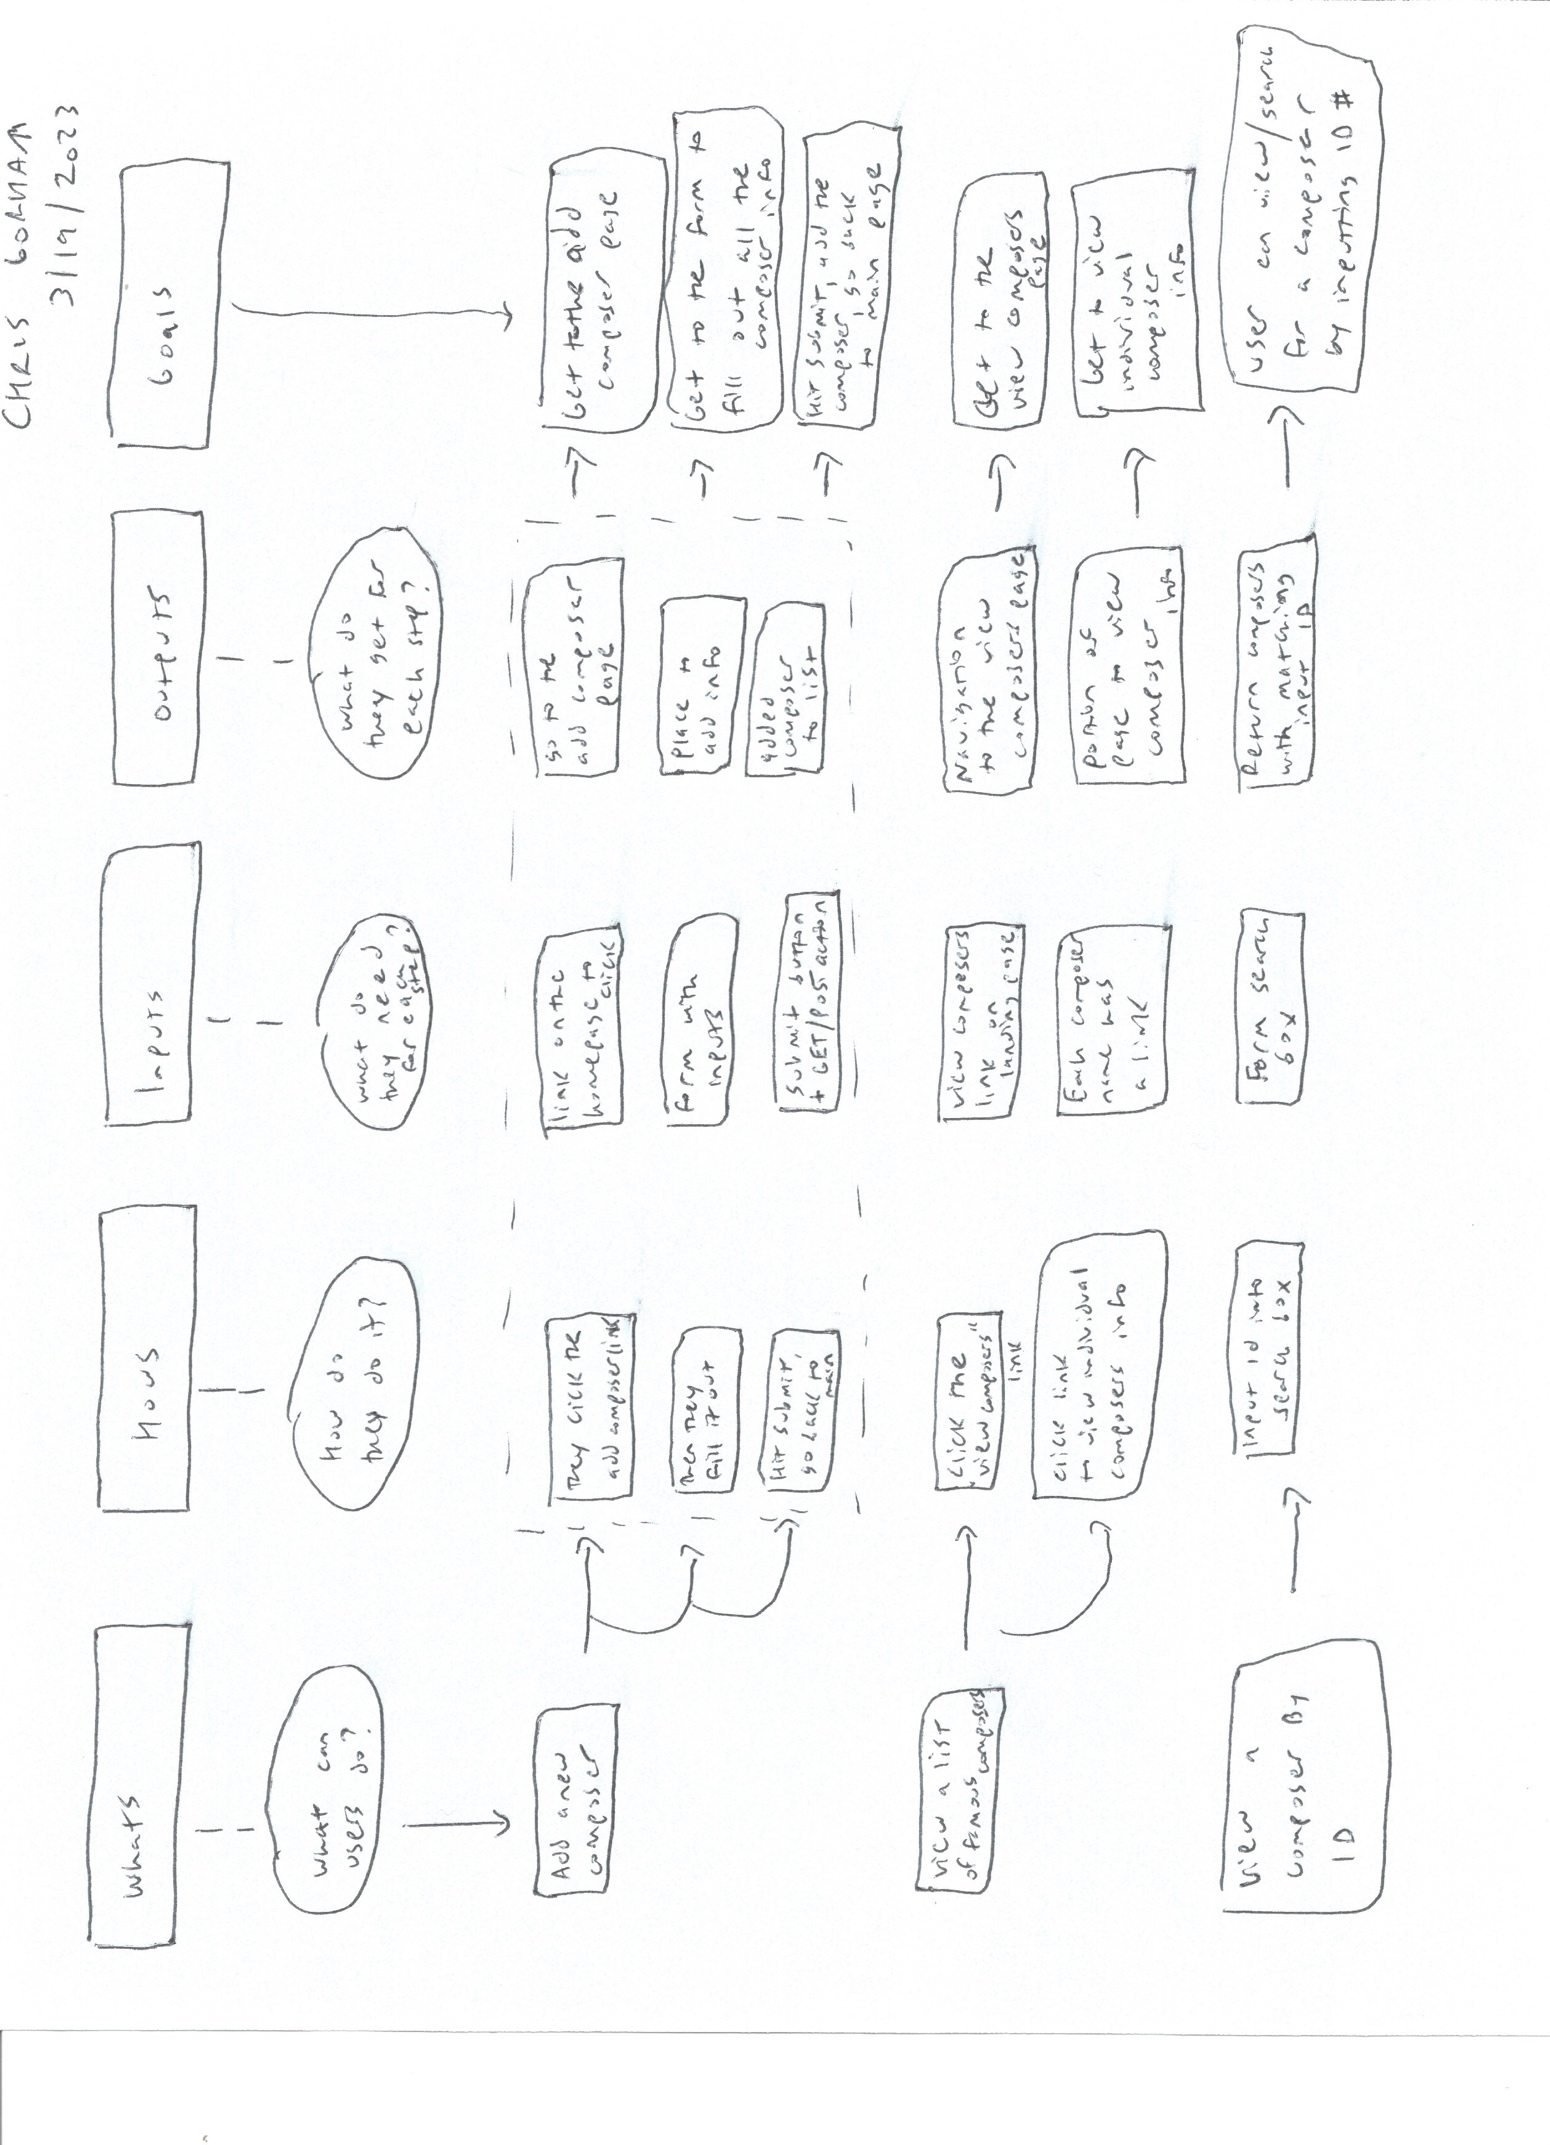 CHRIS GORHAM
3/19/2023
Whats
Hows
Inputs
Outputs
Goals
What can
users do?
How do
they do it?
What do
they need
for each
step?
What do
they get for
each step?
Add a new
composer
They click the
add composer link
Then they
fill it out
Hit submit,
go back to
main
link on the
homepage to
click
Form with
inputs
Submit button
+ GET/POST action
go to the
add composer
page
Place to
add info
added
composer
to list
Get to the add
composer page
Get to the form to
fill out all the
composer info
Hit submit, add the
composer, go back
to main page
View a list
of famous composers
Click the
"view composers"
link
click link
to view individual
composers info
View composers
link on
landing page
Each composer
name has
a link
Navigation
to the view
composers page
Portion of
page to view
composer info
Get to the
view composers
page
Get to view
individual
composer
info
View a
composer By
ID
Input id into
search box
Form search
box
Return composers
with matching
input ID
User can view/search
for a composer
by inputting ID #